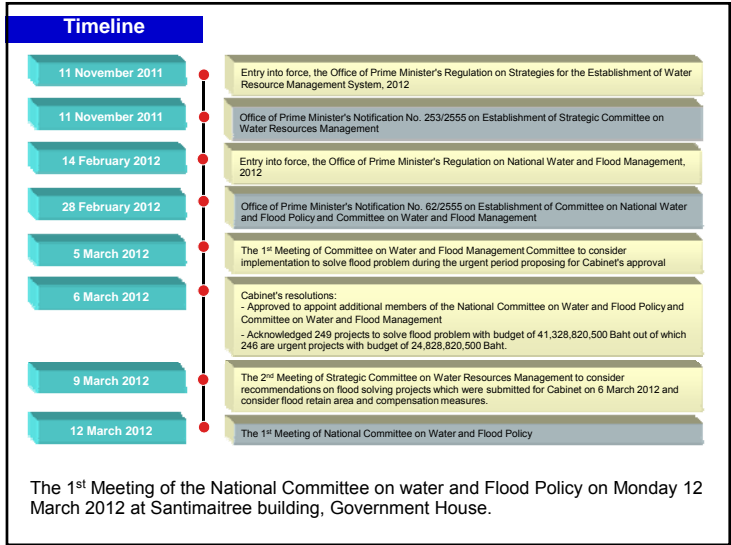 Timeline
11 November 2011
Entry into force, the Office of Prime Minister's Regulation on Strategies for the Establishment of Water
Resource Management System, 2012
11 November 2011
Office of Prime Minister's Notification No. 253/2555 on Establishment of Strategic Committee on
Water Resources Management
14 February 2012
Entry into force, the Office of Prime Minister's Regulation on National Water and Flood Management,
2012
28 February 2012
Office of Prime Minister's Notification No. 62/2555 on Establishment of Committee on National Water
and Flood Policy and Committee on Water and Flood Management
5 March 2012
The 1st Meeting of Committee on Water and Flood Management Committee to consider
implementation to solve flood problem during the urgent period proposing for Cabinet's approval
6 March 2012
Cabinet's resolutions:
- Approved to appoint additional members of the National Committee on Water and Flood Policy and
Committee on Water and Flood Management
- Acknowledged 249 projects to solve flood problem with budget of 41,328,820,500 Baht out of which
246 are urgent projects with budget of 24,828,820,500 Baht.
9 March 2012
The 2nd Meeting of Strategic Committee on Water Resources Management to consider
recommendations on flood solving projects which were submitted for Cabinet on 6 March 2012 and
consider flood retain area and compensation measures.
12 March 2012
The 1st Meeting of National Committee on Water and Flood Policy
The 1st Meeting of the National Committee on water and Flood Policy on Monday 12
March 2012 at Santimaitree building, Government House.